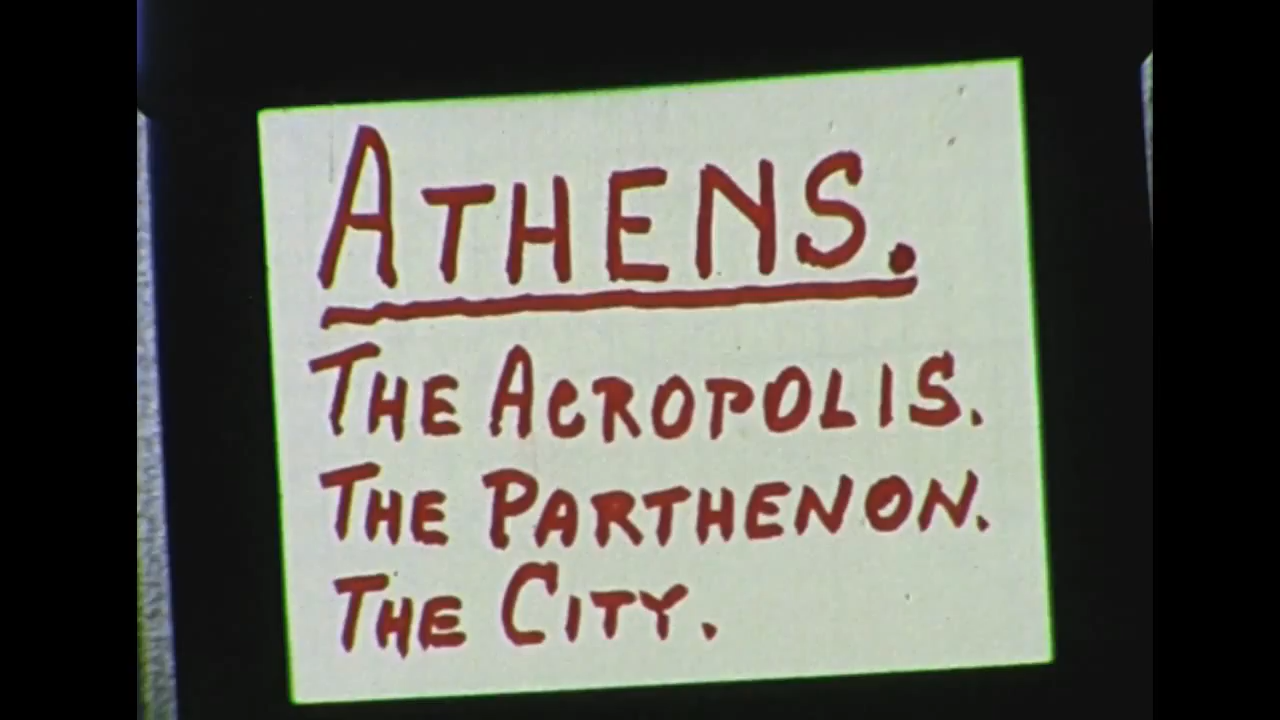 ATHENS.
THE ACROPOLIS.
THE PARTHENON.
THE CITY.